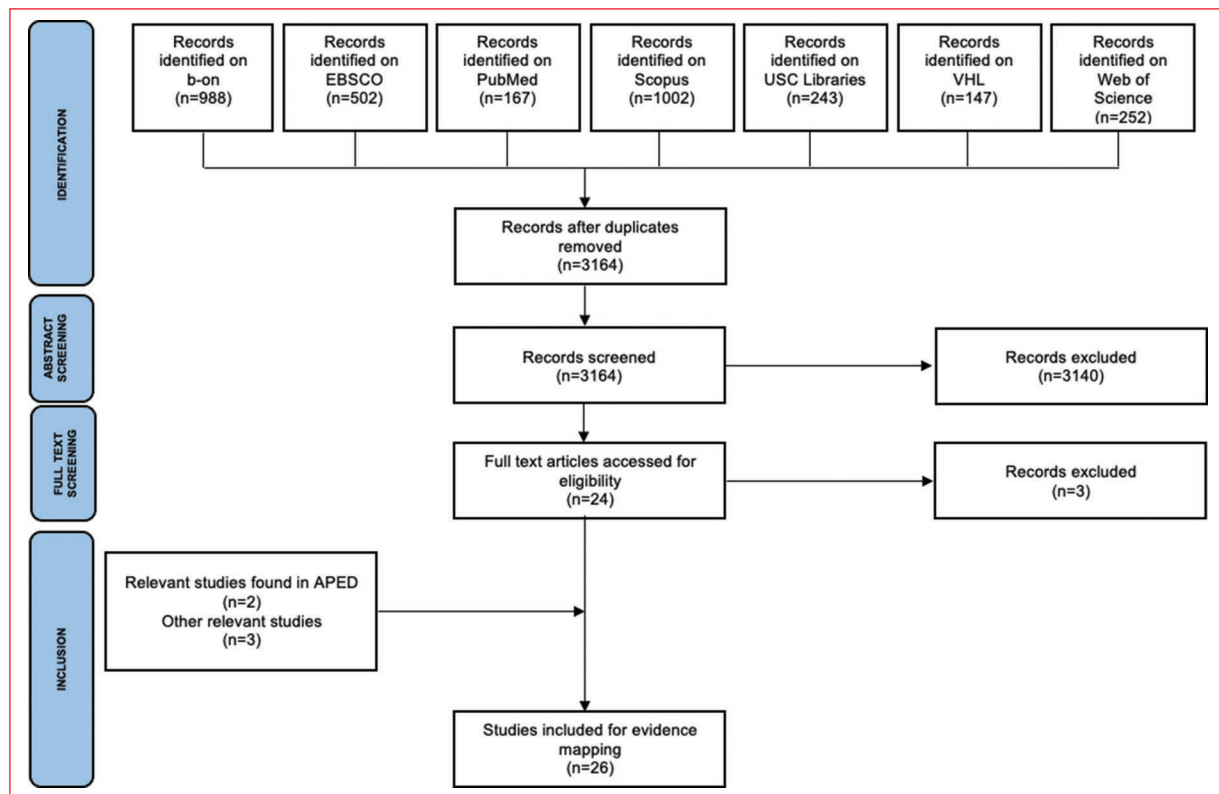 IDENTIFICATION
Records
identified on
b-on
(n=988)
Records
identified on
EBSCO
(n=502)
Records
identified on
PubMed
(n=167)
Records
identified on
Scopus
(n=1002)
Records
identified on
USC Libraries
(n=243)
Records
identified on
VHL
(n=147)
Records
identified on
Web of
Science
(n=252)
Records after duplicates
removed
(n=3164)
ABSTRACT
SCREENING
Records screened
(n=3164)
Records excluded
(n=3140)
FULL TEXT
SCREENING
Full text articles accessed for
eligibility
(n=24)
Records excluded
(n=3)
INCLUSION
Relevant studies found in APED
(n=2)
Other relevant studies
(n=3)
Studies included for evidence
mapping
(n=26)